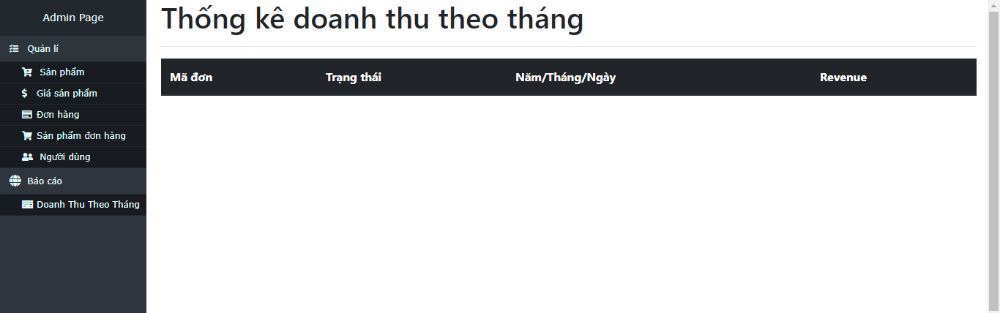 Admin Page
Quản lí
Sản phẩm
Giá sản phẩm
Đơn hàng
Sản phẩm đơn hàng
Người dùng
Báo cáo
Doanh Thu Theo Tháng
Thống kê doanh thu theo tháng
Mã đơn Trạng thái Năm/Tháng/Ngày Revenue